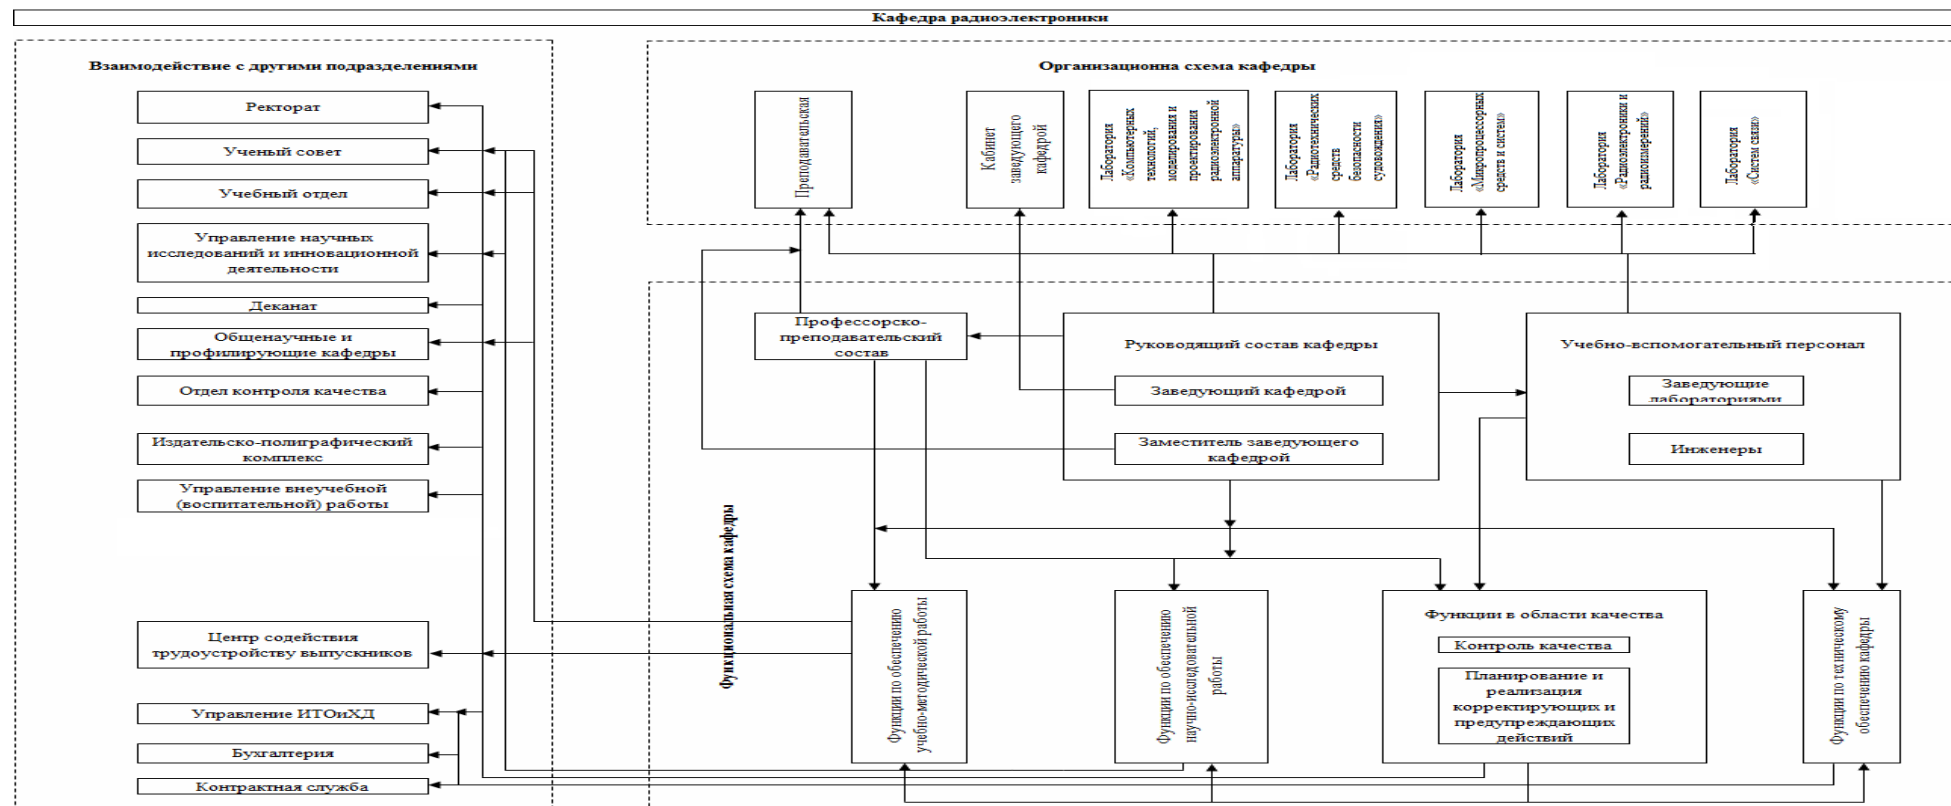 Кафедра радиоэлектроники
Взаимодействие с другими подразделениями
Ректорат
Ученый совет
Учебный отдел
Управление научных
исследований и инновационной
деятельности
Деканат
Общенаучные и
профилирующие кафедры
Отдел контроля качества
Издательско-полиграфический
комплекс
Управление внеучебной
(воспитательной) работы
Центр содействия
трудоустройству выпускников
Управление ИТОиХД
Бухгалтерия
Контрактная служба
Организационна схема кафедры
Преподавательская
Кабинет
заведующего
кафедрой
Лаборатория
«Компьютерных
технологий,
моделирования и
проектирования
радиоэлектронной
аппаратуры»
Лаборатория
«Радиотехнических
средств
безопасности
судовождения»
Лаборатория
«Микропроцессорных
средств и систем»
Лаборатория
«Радиоэлектроники и
радиоизмерений»
Лаборатория
«Систем связи»
Функциональная схема кафедры
Профессорско-
преподавательский
состав
Руководящий состав кафедры
Заведующий кафедрой
Заместитель заведующего
кафедрой
Учебно-вспомогательный персонал
Заведующие
лабораториями
Инженеры
Функции по обеспечению
учебно-методической работы
Функции по обеспечению
научно-исследовательной
работы
Функции в области качества
Контроль качества
Планирование и
реализация
корректирующих и
предупреждающих
действий
Функции по техническому
обеспечению кафедры